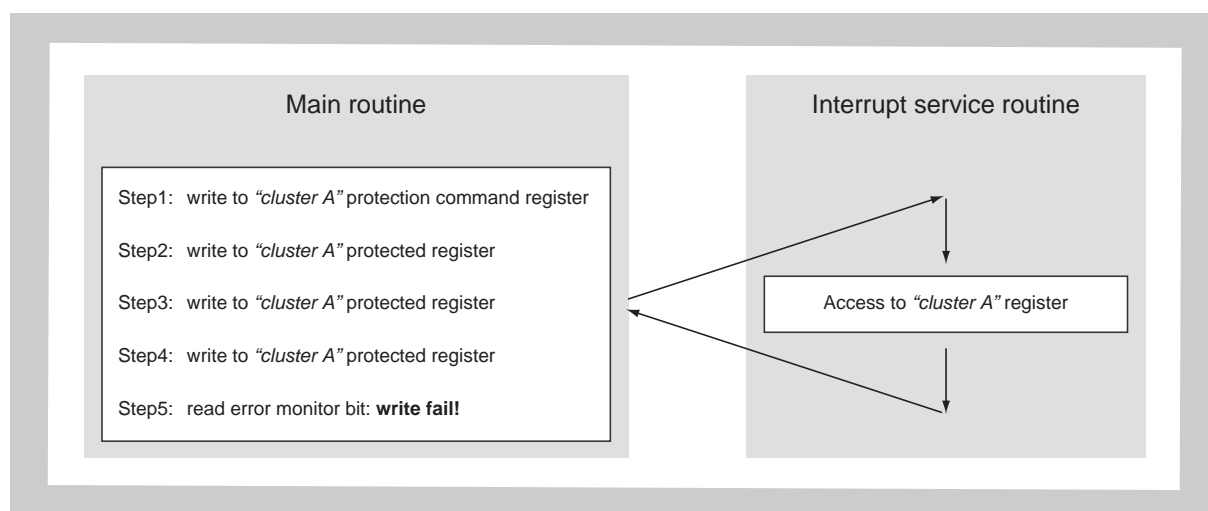 Main routine
Step1: write to “cluster A” protection command register
Step2: write to “cluster A” protected register
Step3: write to “cluster A” protected register
Step4: write to “cluster A” protected register
Step5: read error monitor bit: write fail!
Interrupt service routine
Access to “cluster A” register